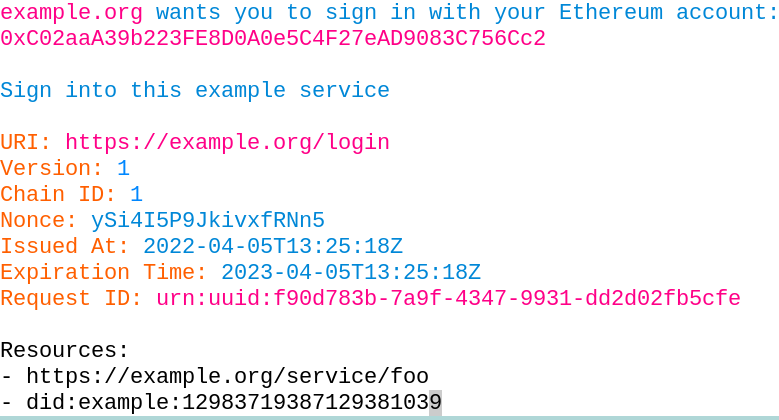 example.org wants you to sign in with your Ethereum account:
0xC02aaA39b223FE8D0A0e5C4F27eAD9083C756Cc2
Sign into this example service
URI: https://example.org/login
Version: 1
Chain ID: 1
Nonce: ySi4I5P9JkivxfRNn5
Issued At: 2022-04-05T13:25:18Z
Expiration Time: 2023-04-05T13:25:18Z
Request ID: urn:uuid:f90d783b-7a9f-4347-9931-dd2d02fb5cfe
Resources:
- https://example.org/service/foo
- did:example:12983719387129381039